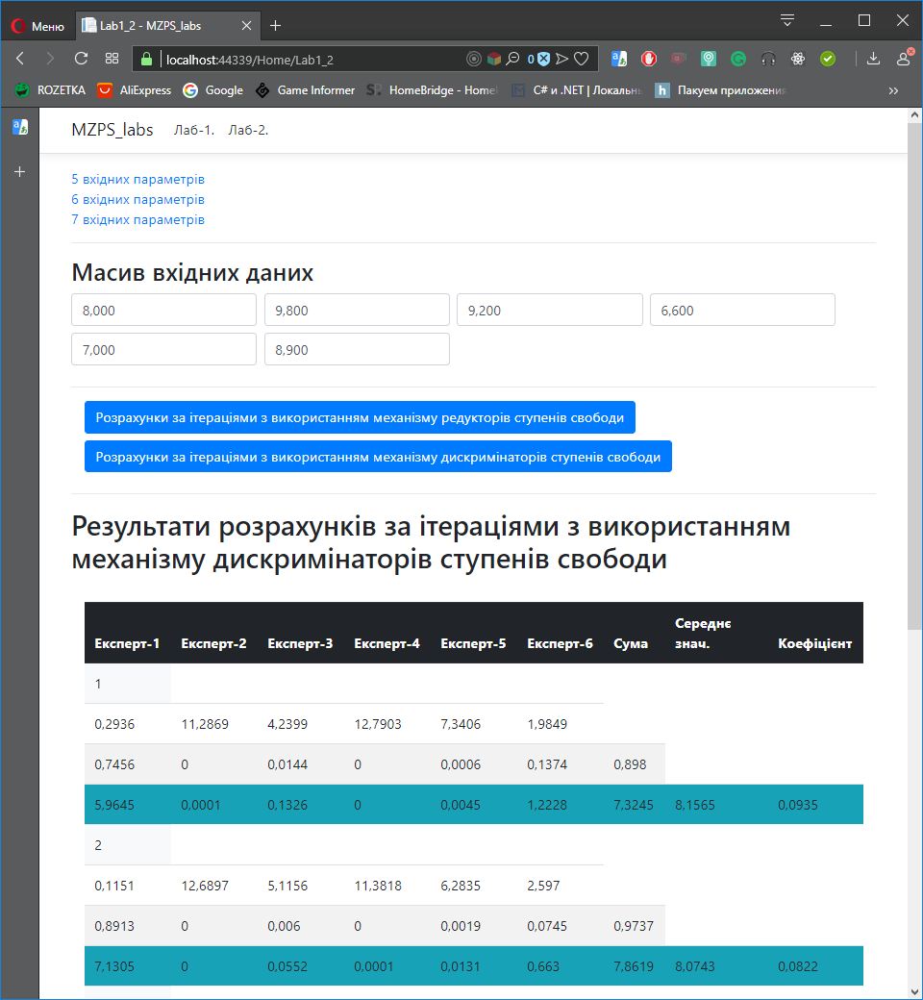 Меню
Lab1_2 - MZPS_labs
localhost:44339/Home/Lab1_2
0
ROZETKA AliExpress Google Game Informer HomeBridge - Home C# и .NET | Локальн Пакуем приложения
MZPS_labs Лаб-1. Лаб-2.
5 вхідних параметрів
6 вхідних параметрів
7 вхідних параметрів
Масив вхідних даних
8,000 9,800 9,200 6,600
7,000 8,900
Розрахунки за ітераціями з використанням механізму редукторів ступенів свободи
Розрахунки за ітераціями з використанням механізму дискримінаторів ступенів свободи
Результати розрахунків за ітераціями з використанням
механізму дискримінаторів ступенів свободи
Експерт-1 Експерт-2 Експерт-3 Експерт-4 Експерт-5 Експерт-6 Сума Середнє знач. Коефіцієнт
1
0,2936 11,2869 4,2399 12,7903 7,3406 1,9849
0,7456 0 0,0144 0 0,0006 0,1374 0,898
5,9645 0,0001 0,1326 0 0,0045 1,2228 7,3245 8,1565 0,0935
2
0,1151 12,6897 5,1156 11,3818 6,2835 2,597
0,8913 0 0,006 0 0,0019 0,0745 0,9737
7,1305 0 0,0552 0,0001 0,0131 0,663 7,8619 8,0743 0,0822